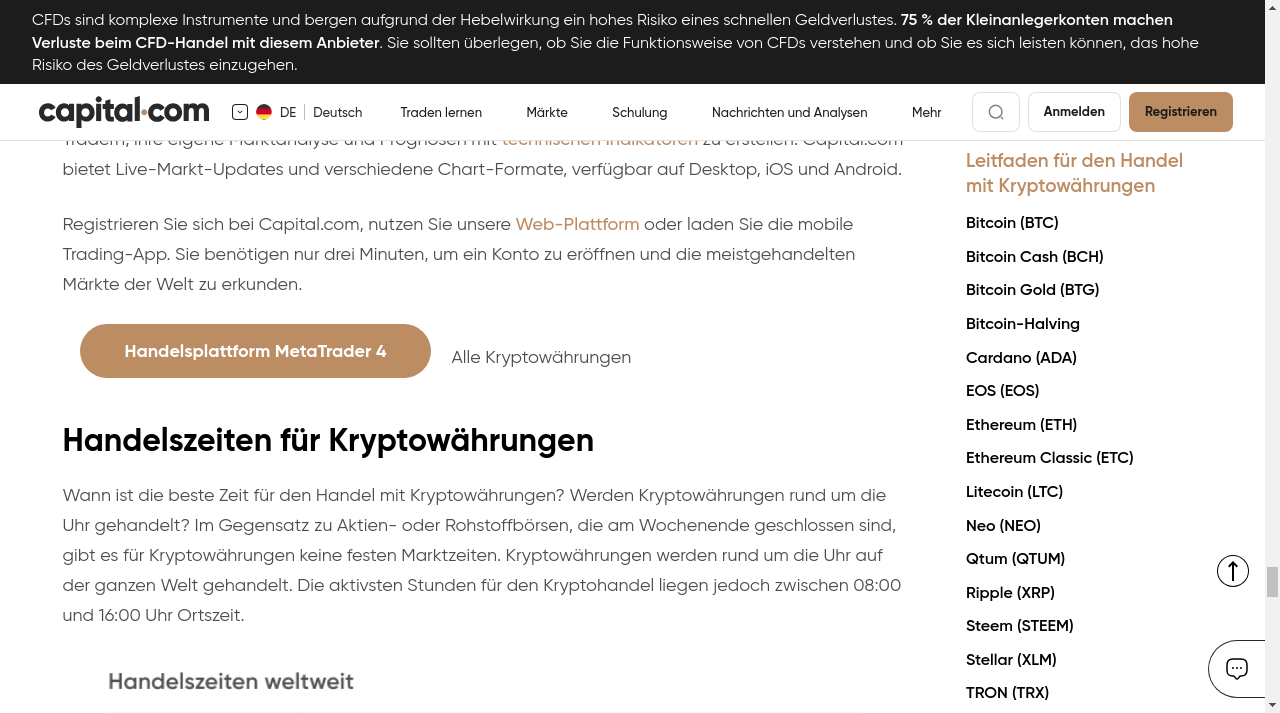 CFDs sind komplexe Instrumente und bergen aufgrund der Hebelwirkung ein hohes Risiko eines schnellen Geldverlustes. 75 % der Kleinanlegerkonten machen
Verluste beim CFD-Handel mit diesem Anbieter. Sie sollten überlegen, ob Sie die Funktionsweise von CFDs verstehen und ob Sie es sich leisten können, das hohe
Risiko des Geldverlustes einzugehen.
capital.com
DE Deutsch
Traden lernen
Märkte
Schulung
Nachrichten und Analysen
Mehr
Anmelden
Registrieren
Tradern, ihre eigene Marktanalyse und Prognosen mit technischen Indikatoren zu erstellen. Capital.com
bietet Live-Markt-Updates und verschiedene Chart-Formate, verfügbar auf Desktop, iOS und Android.
Registrieren Sie sich bei Capital.com, nutzen Sie unsere Web-Plattform oder laden Sie die mobile
Trading-App. Sie benötigen nur drei Minuten, um ein Konto zu eröffnen und die meistgehandelten
Märkte der Welt zu erkunden.
Handelsplattform MetaTrader 4
Alle Kryptowährungen
Handelszeiten für Kryptowährungen
Wann ist die beste Zeit für den Handel mit Kryptowährungen? Werden Kryptowährungen rund um die
Uhr gehandelt? Im Gegensatz zu Aktien- oder Rohstoffbörsen, die am Wochenende geschlossen sind,
gibt es für Kryptowährungen keine festen Marktzeiten. Kryptowährungen werden rund um die Uhr auf
der ganzen Welt gehandelt. Die aktivsten Stunden für den Kryptohandel liegen jedoch zwischen 08:00
und 16:00 Uhr Ortszeit.
Handelszeiten weltweit
Leitfaden für den Handel
mit Kryptowährungen
Bitcoin (BTC)
Bitcoin Cash (BCH)
Bitcoin Gold (BTG)
Bitcoin-Halving
Cardano (ADA)
EOS (EOS)
Ethereum (ETH)
Ethereum Classic (ETC)
Litecoin (LTC)
Neo (NEO)
Qtum (QTUM)
Ripple (XRP)
Steem (STEEM)
Stellar (XLM)
TRON (TRX)